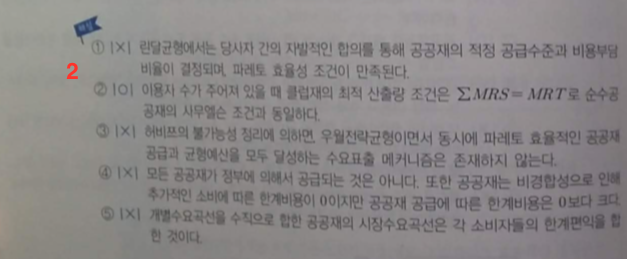 해설
① |×| 린달균형에서는 당사자 간의 자발적인 합의를 통해 공공재의 적정 공급수준과 비용부담
비율이 결정되며, 파레토 효율성 조건이 만족된다.
2
② |○| 이용자 수가 주어져 있을 때 클럽재의 최적 산출량 조건은 ∑MRS = MRT로 순수공
공재의 사무엘슨 조건과 동일하다.
③ |×| 허비쯔의 불가능성 정리에 의하면, 우월전략균형이면서 동시에 파레토 효율적인 공공재
공급과 균형예산을 모두 달성하는 수요표출 메커니즘은 존재하지 않는다.
④ |×| 모든 공공재가 정부에 의해서 공급되는 것은 아니다. 또한 공공재는 비경합성으로 인해
추가적인 소비에 따른 한계비용이 0이지만 공공재 공급에 따른 한계비용은 0보다 크다.
⑤ |×| 개별수요곡선을 수직으로 합한 공공재의 시장수요곡선은 각 소비자들의 한계편익을 합
한 것이다.